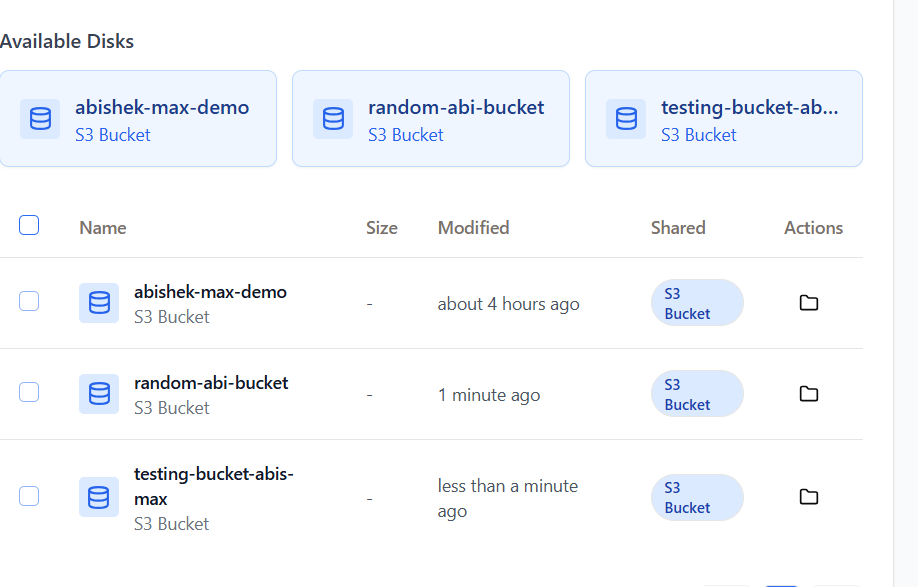 Available Disks
abishek-max-demo
S3 Bucket
random-abi-bucket
S3 Bucket
testing-bucket-ab...
S3 Bucket
Name Size Modified Shared Actions
abishek-max-demo
S3 Bucket
-
about 4 hours ago
S3
Bucket
random-abi-bucket
S3 Bucket
-
1 minute ago
S3
Bucket
testing-bucket-abis-
max
S3 Bucket
-
less than a minute
ago
S3
Bucket